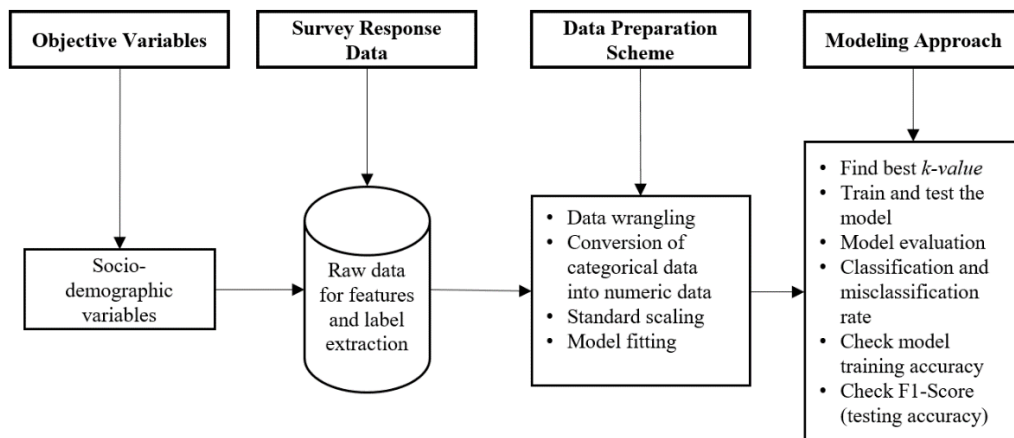 Objective Variables
Survey Response
Data
Data Preparation
Scheme
Modeling Approach
Socio-
demographic
variables
Raw data
for features
and label
extraction
• Data wrangling
• Conversion of
categorical data
into numeric data
• Standard scaling
• Model fitting
• Find best k-value
• Train and test the
model
• Model evaluation
• Classification and
misclassification
rate
• Check model
training accuracy
• Check F1-Score
(testing accuracy)